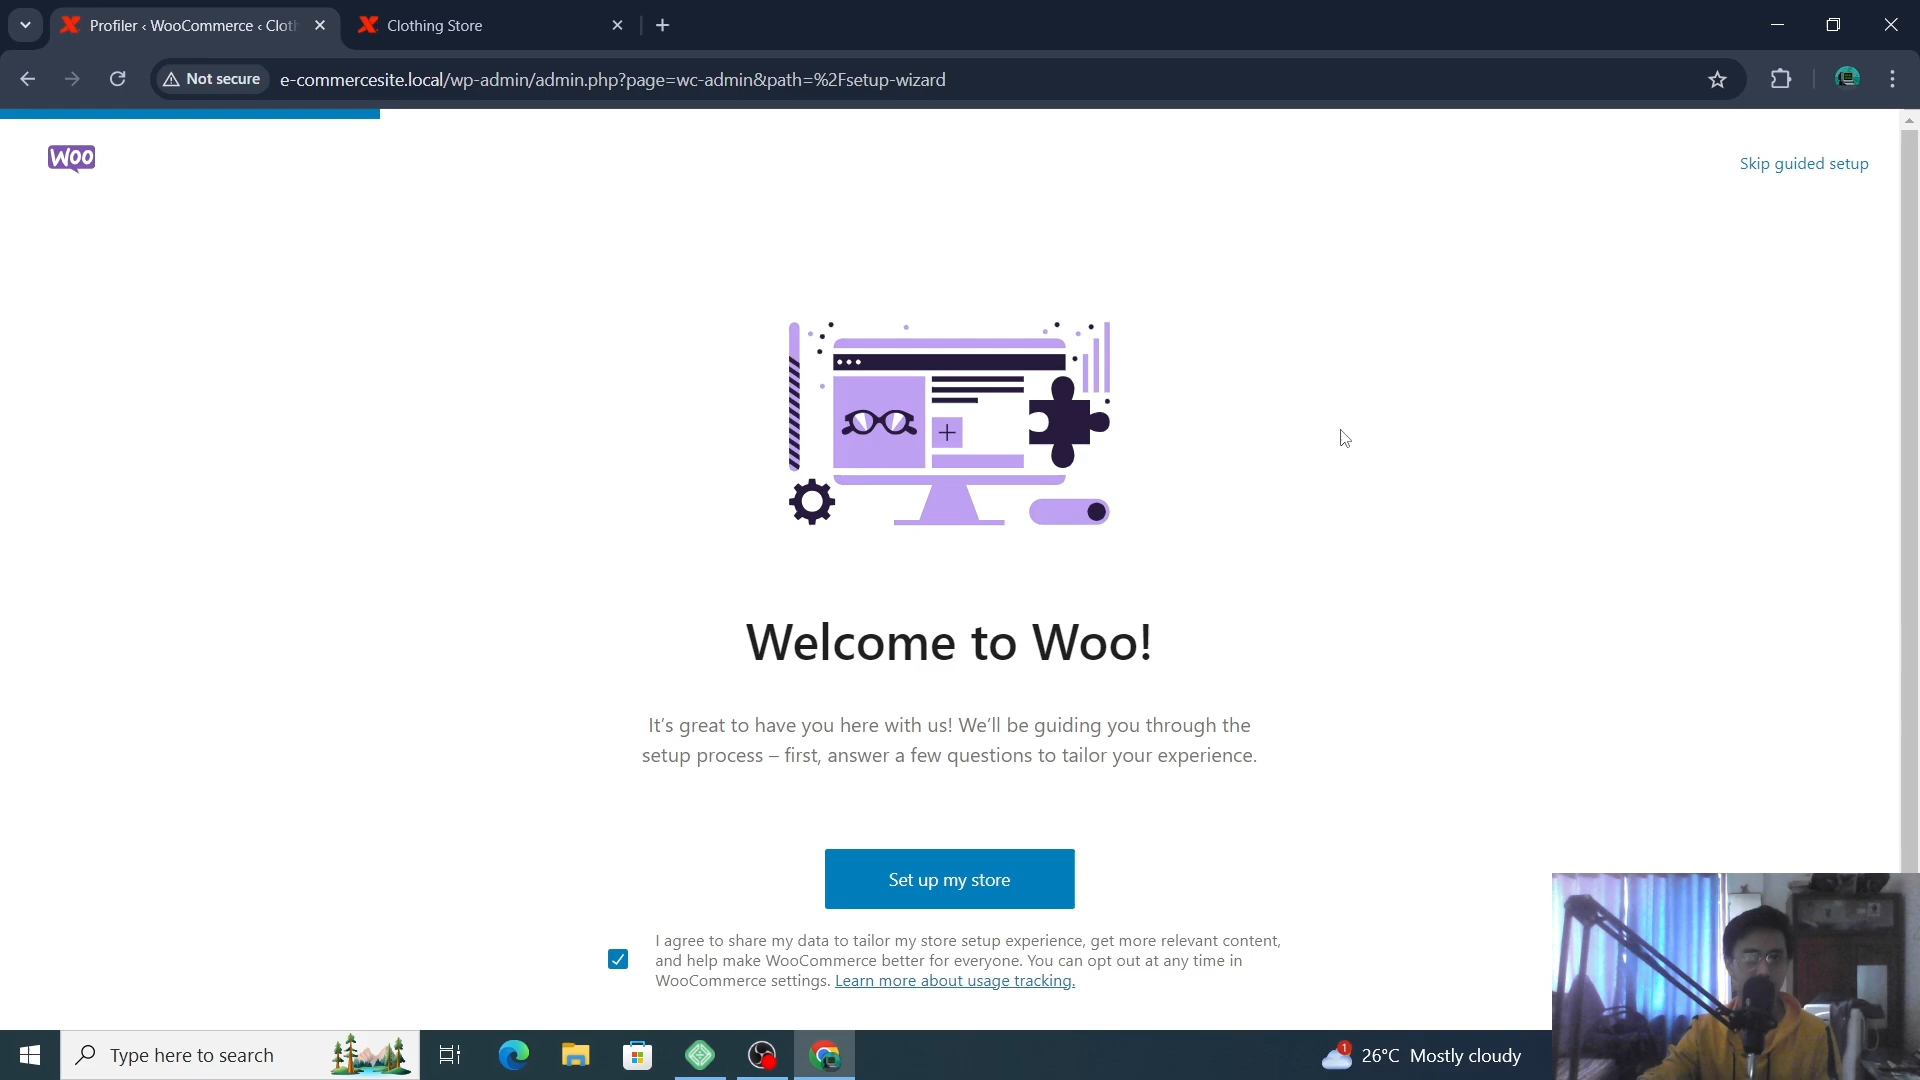 Profiler ‹ WooCommerce ‹ Cloth
Clothing Store
Not secure
e-commercesite.local/wp-admin/admin.php?page=wc-admin&path=%2Fsetup-wizard
WOO
Skip guided setup
Welcome to Woo!
It's great to have you here with us! We'll be guiding you through the
setup process – first, answer a few questions to tailor your experience.
Set up my store
I agree to share my data to tailor my store setup experience, get more relevant content,
and help make WooCommerce better for everyone. You can opt out at any time in
WooCommerce settings. Learn more about usage tracking.
Type here to search
1
26°C Mostly cloudy